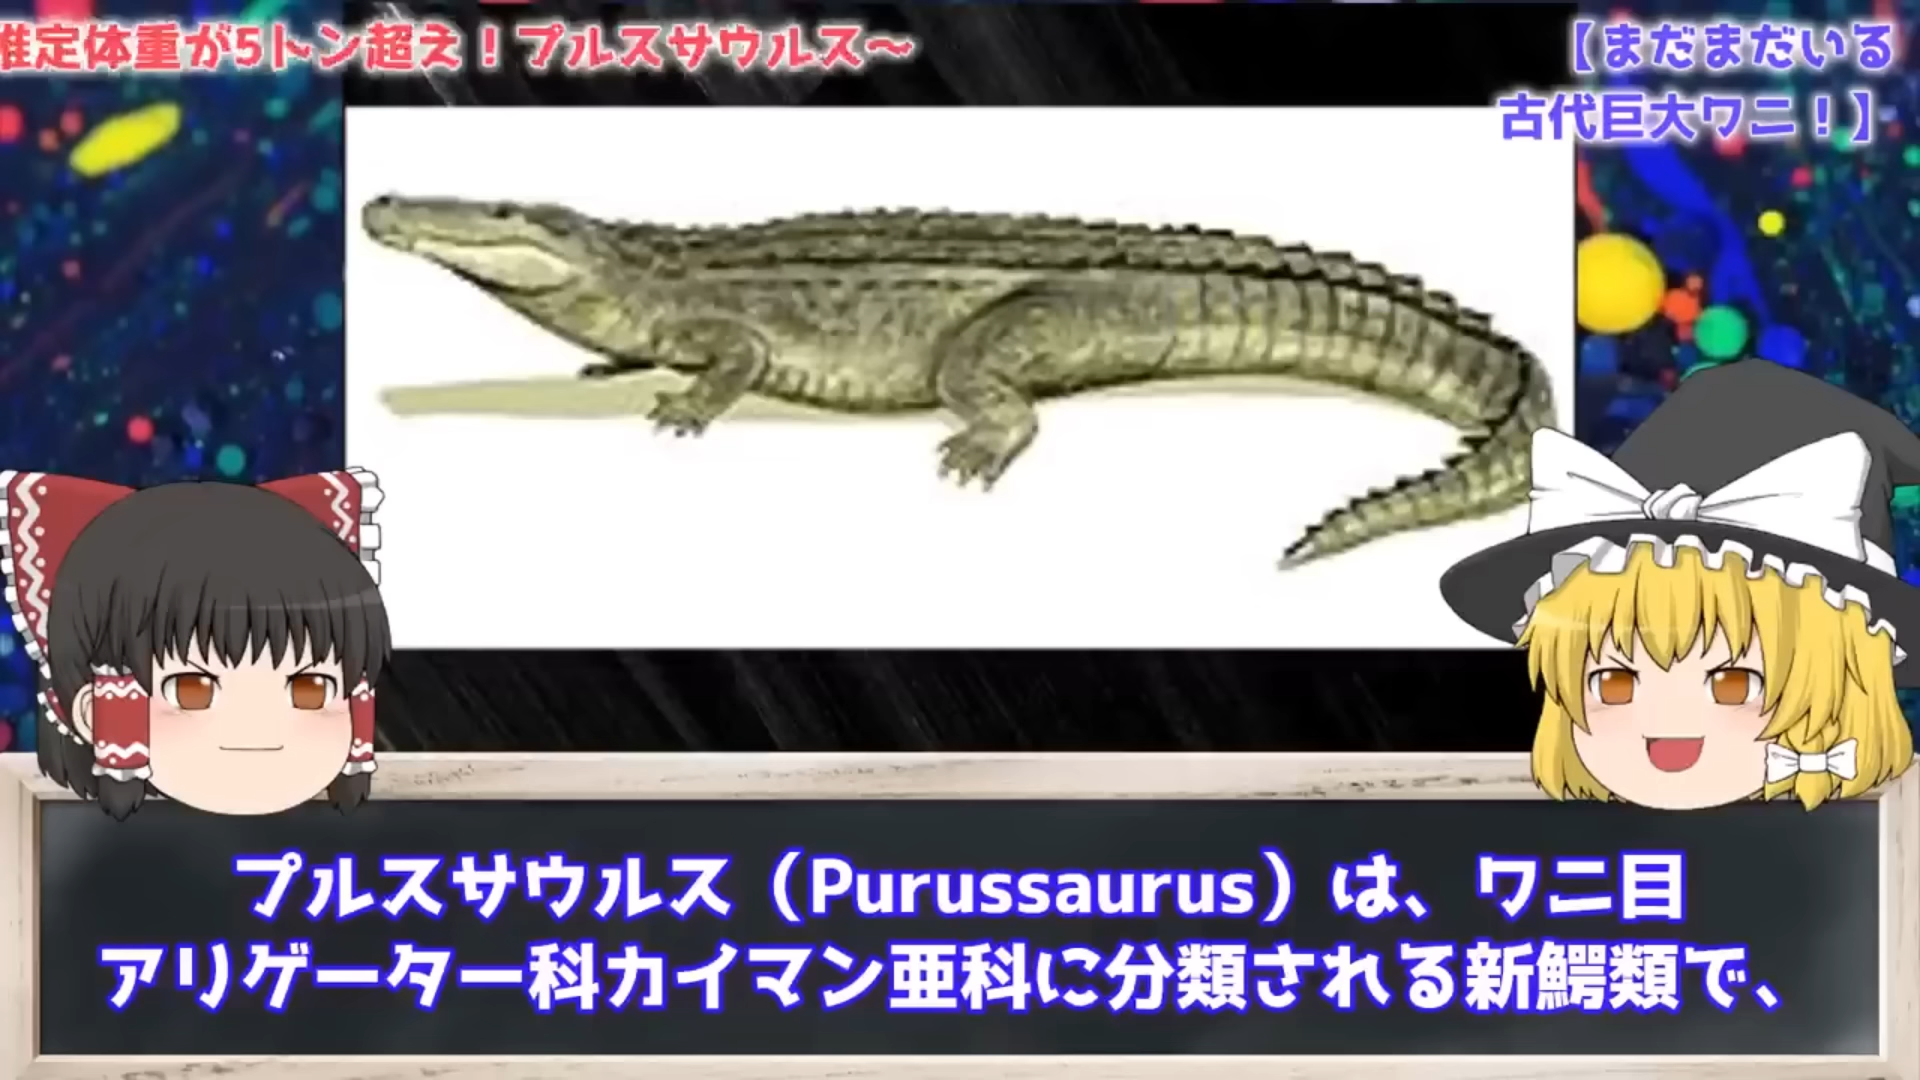 推定体重が5トン超え！プルスサウルス～
【まだまだいる
古代巨大ワニ！】
プルスサウルス（Purussaurus）は、ワニ目
アリゲーター科カイマン亜科に分類される新鰐類で、